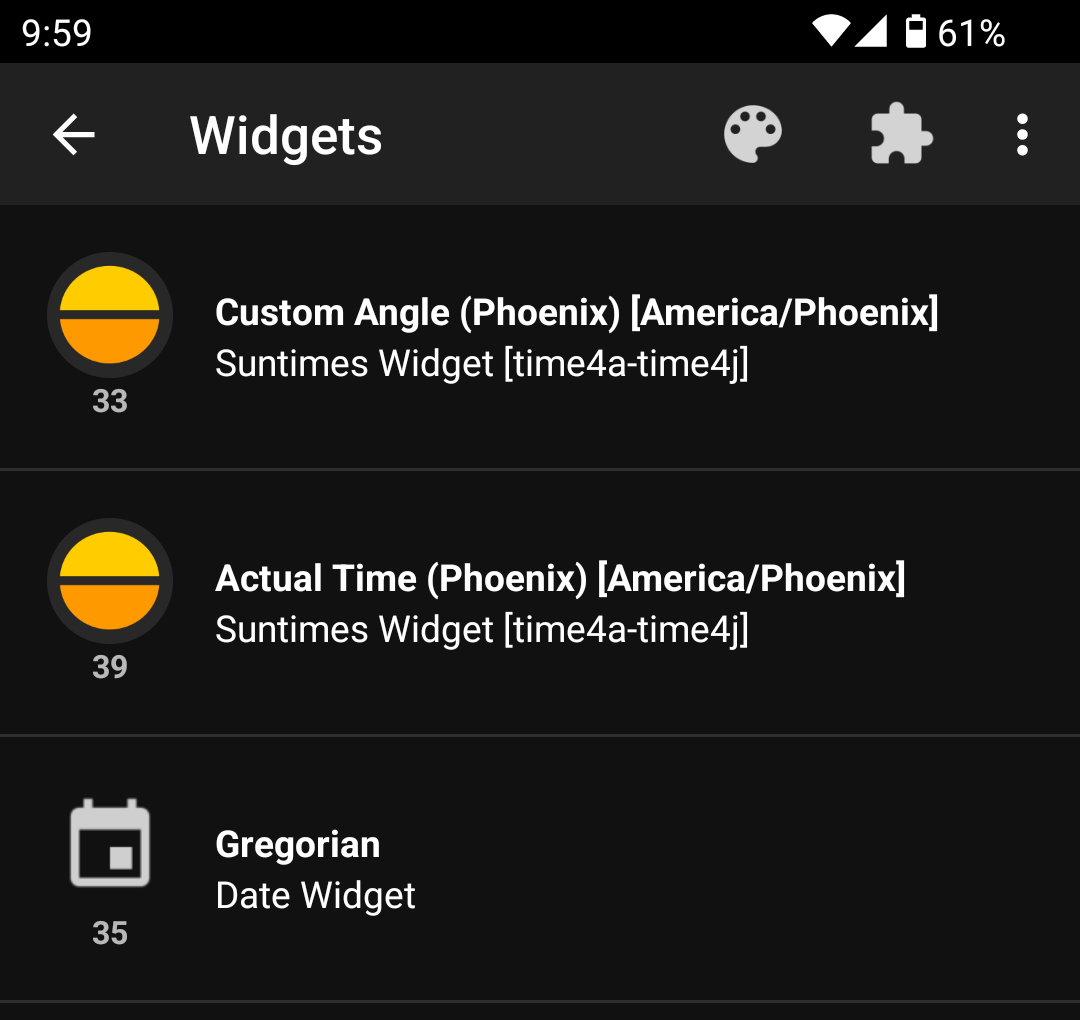 9:59
61%
Widgets
Custom Angle (Phoenix) [America/Phoenix]
Suntimes Widget [time4a-time4j]
33
Actual Time (Phoenix) [America/Phoenix]
Suntimes Widget [time4a-time4j]
39
Gregorian
Date Widget
35